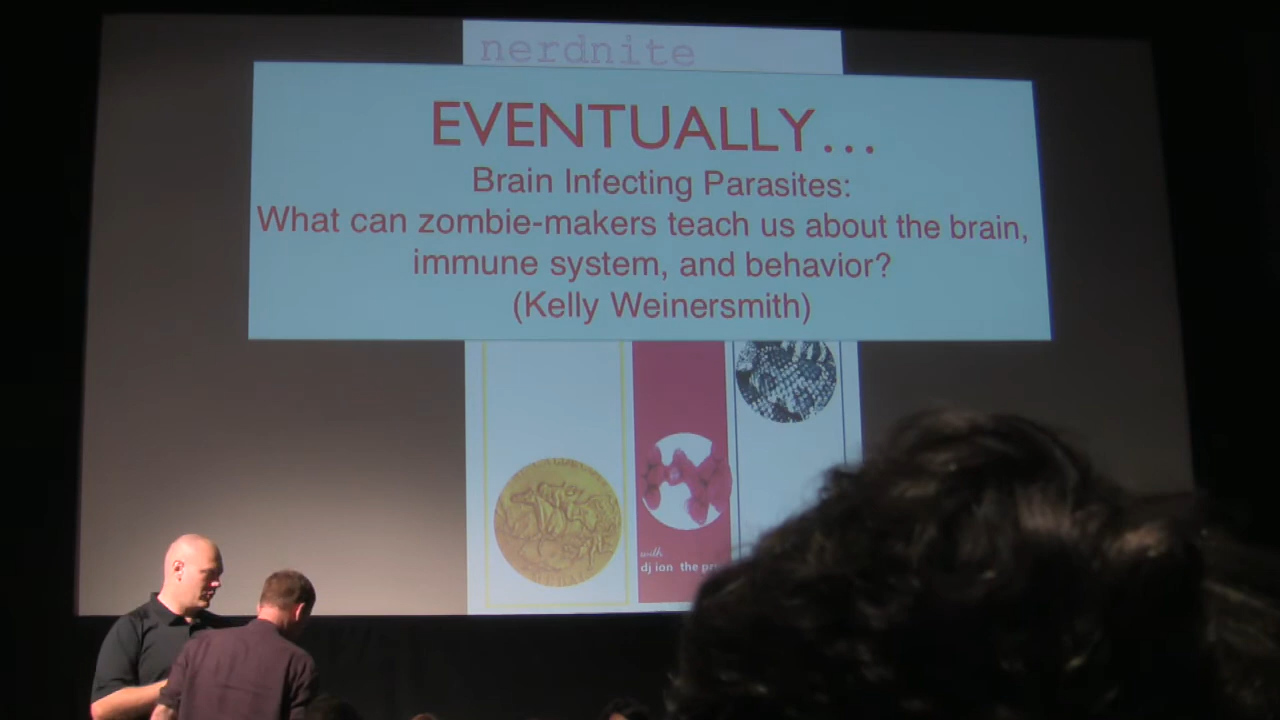 nerdnite
EVENTUALLY...
Brain Infecting Parasites:
What can zombie-makers teach us about the brain,
immune system, and behavior?
(Kelly Weinersmith)
with
dj ion the